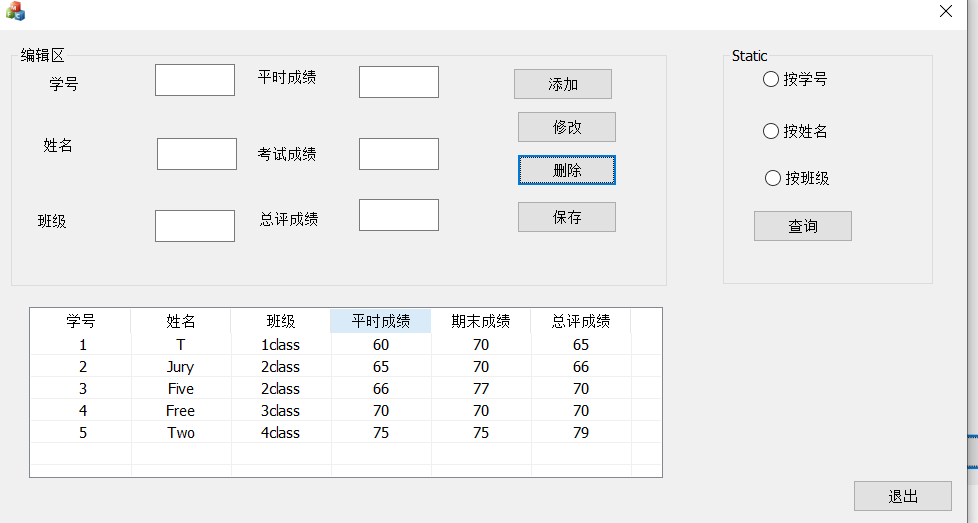 编辑区
学号 平时成绩 添加
修改
姓名 考试成绩
删除
班级 总评成绩 保存
Static
按学号
按姓名
按班级
查询
学号 姓名 班级 平时成绩 期末成绩 总评成绩
1 T 1class 60 70 65
2 Jury 2class 65 70 66
3 Five 2class 66 77 70
4 Free 3class 70 70 70
5 Two 4class 75 75 79
退出